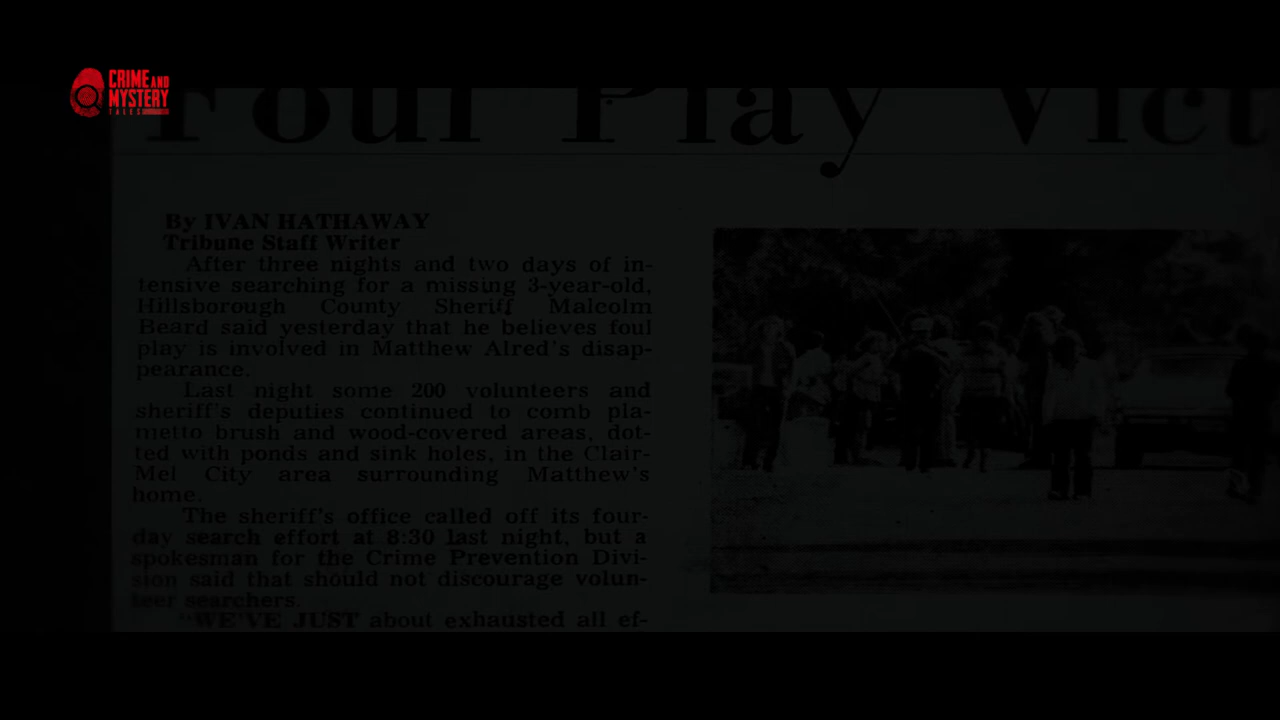 CRIME AND
MYSTERY
TALES
Foul Play Vict
By IVAN HATHAWAY
Tribune Staff Writer
After three nights and two days of in-
tensive searching for a missing 3-year-old,
Hillsborough County Sheriff Malcolm
Beard said yesterday that he believes foul
play is involved in Matthew Alred's disap-
pearance.
Last night some 200 volunteers and
sheriff's deputies continued to comb pla-
metto brush and wood-covered areas, dot-
ted with ponds and sink holes, in the Clair-
Mel City area surrounding Matthew's
home.
The sheriff's office called off its four-
day search effort at 8:30 last night, but a
spokesman for the Crime Prevention Divi-
sion said that should not discourage volun-
teer searchers.
"WE'VE JUST about exhausted all ef-